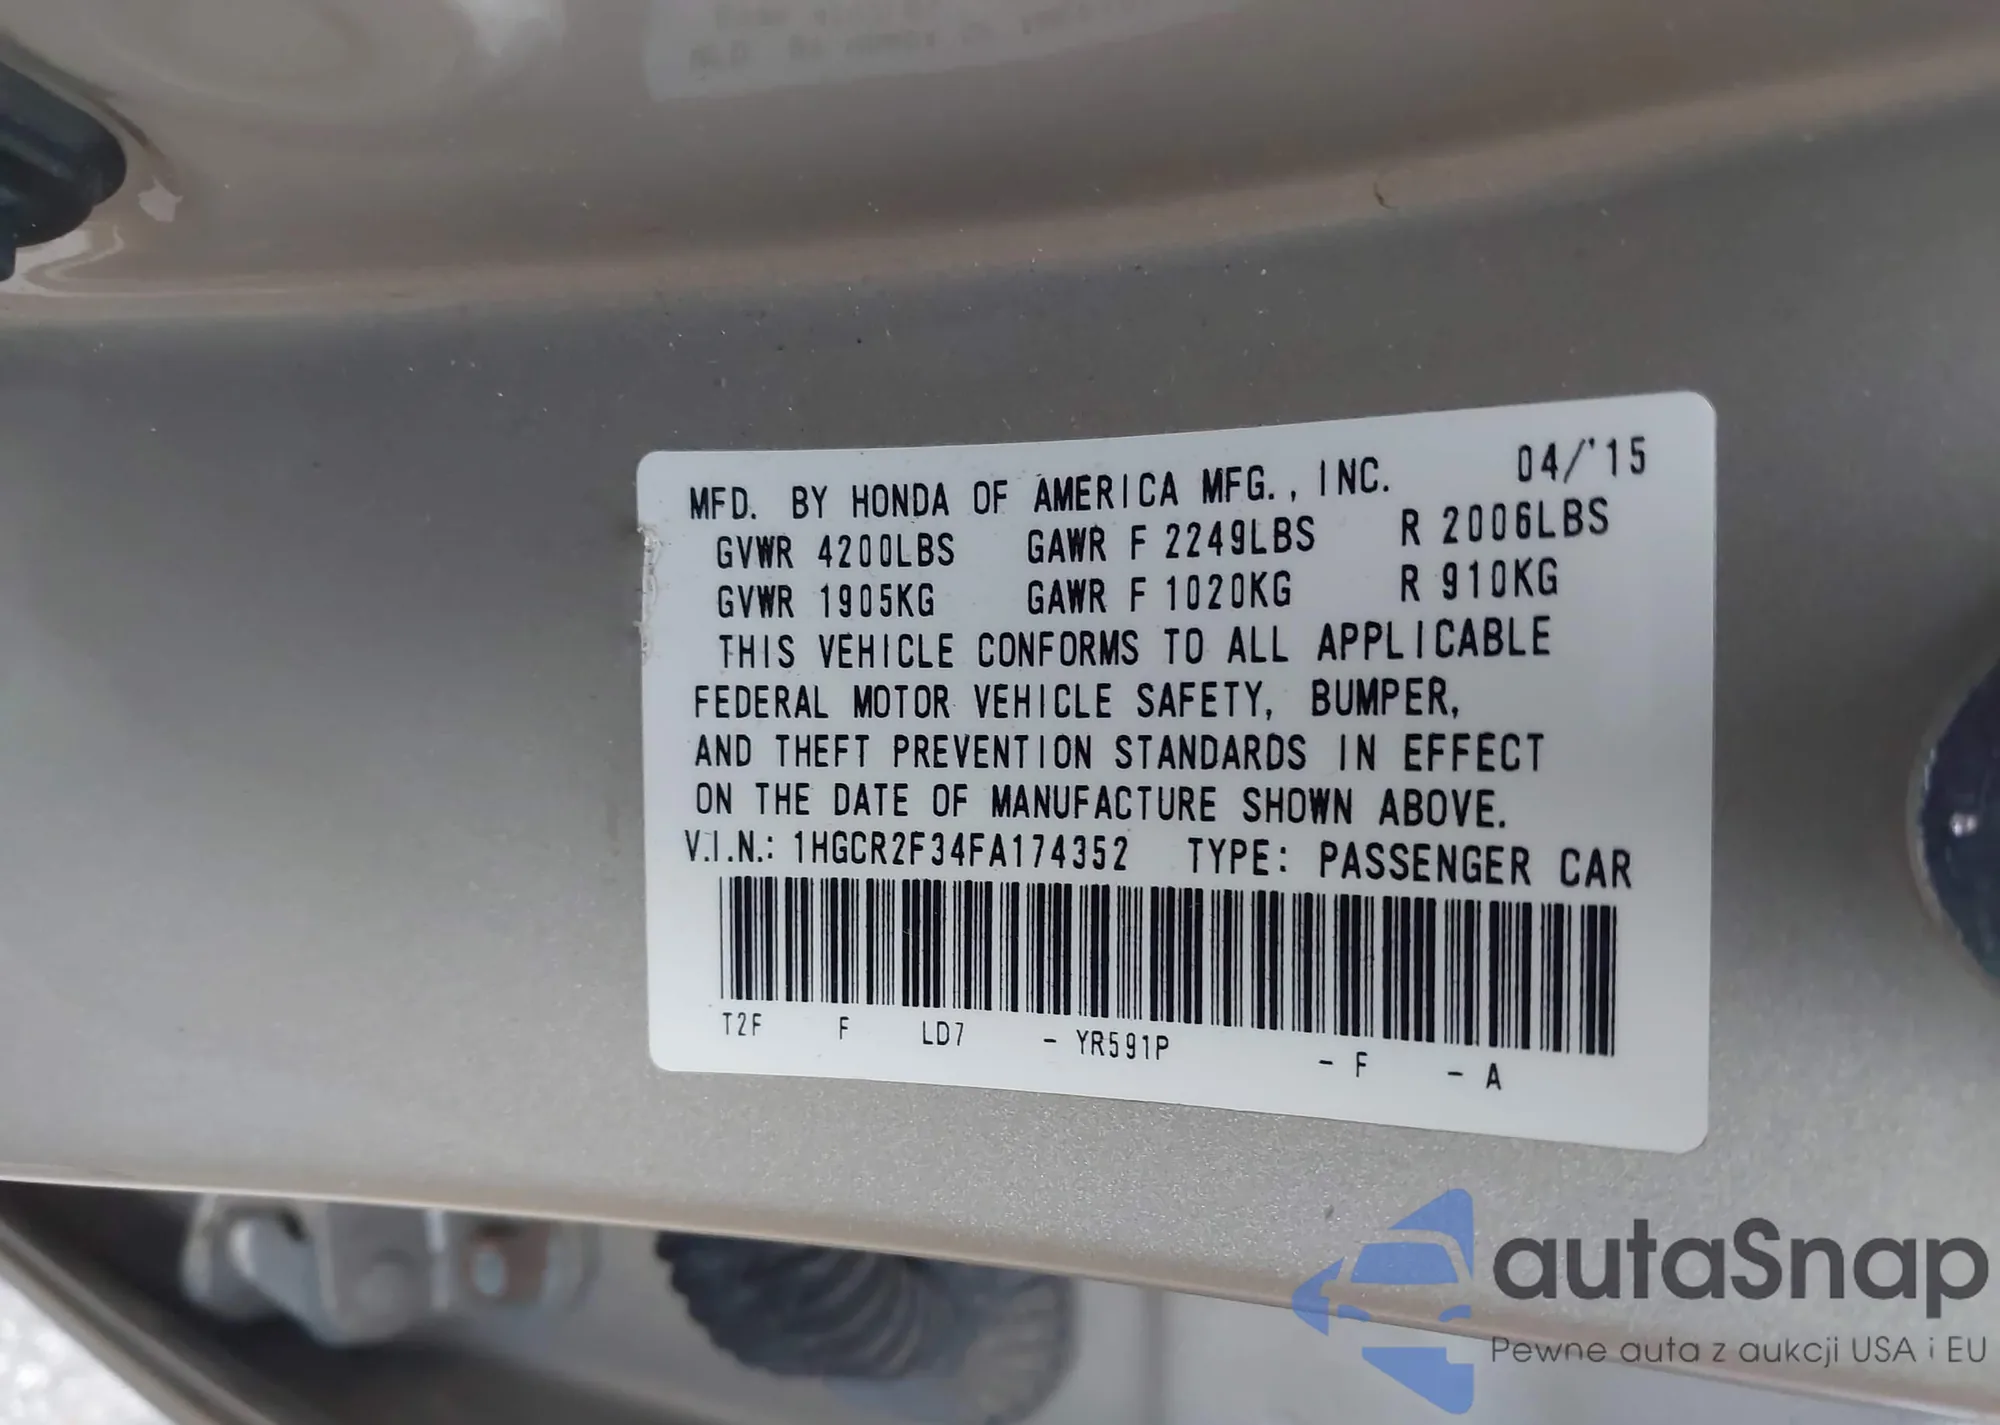 MFD. BY HONDA OF AMERICA MFG., INC. 04/'15
GVWR 4200LBS GAWR F 2249LBS R 2006LBS
GVWR 1905KG GAWR F 1020KG R 910KG
THIS VEHICLE CONFORMS TO ALL APPLICABLE
FEDERAL MOTOR VEHICLE SAFETY, BUMPER,
AND THEFT PREVENTION STANDARDS IN EFFECT
ON THE DATE OF MANUFACTURE SHOWN ABOVE.
V.I.N.: 1HGCR2F34FA174352 TYPE: PASSENGER CAR
T2F F LD7 - YR591P - F - A
autaSnap
Pewne auta z aukcji USA i EU